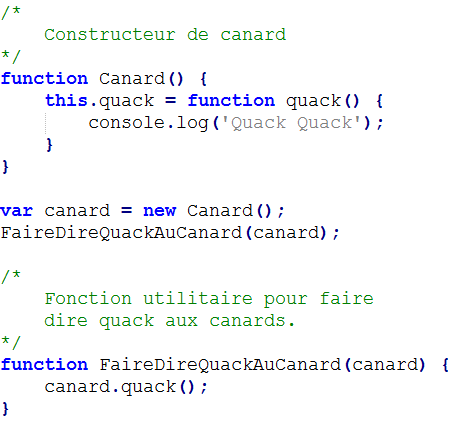 /*
    Constructeur de canard
*/
function Canard() {
    this.quack = function quack() {
        console.log('Quack Quack');
    }
}

var canard = new Canard();
FaireDireQuackAuCanard(canard);

/*
    Fonction utilitaire pour faire
    dire quack aux canards.
*/
function FaireDireQuackAuCanard(canard) {
    canard.quack();
}